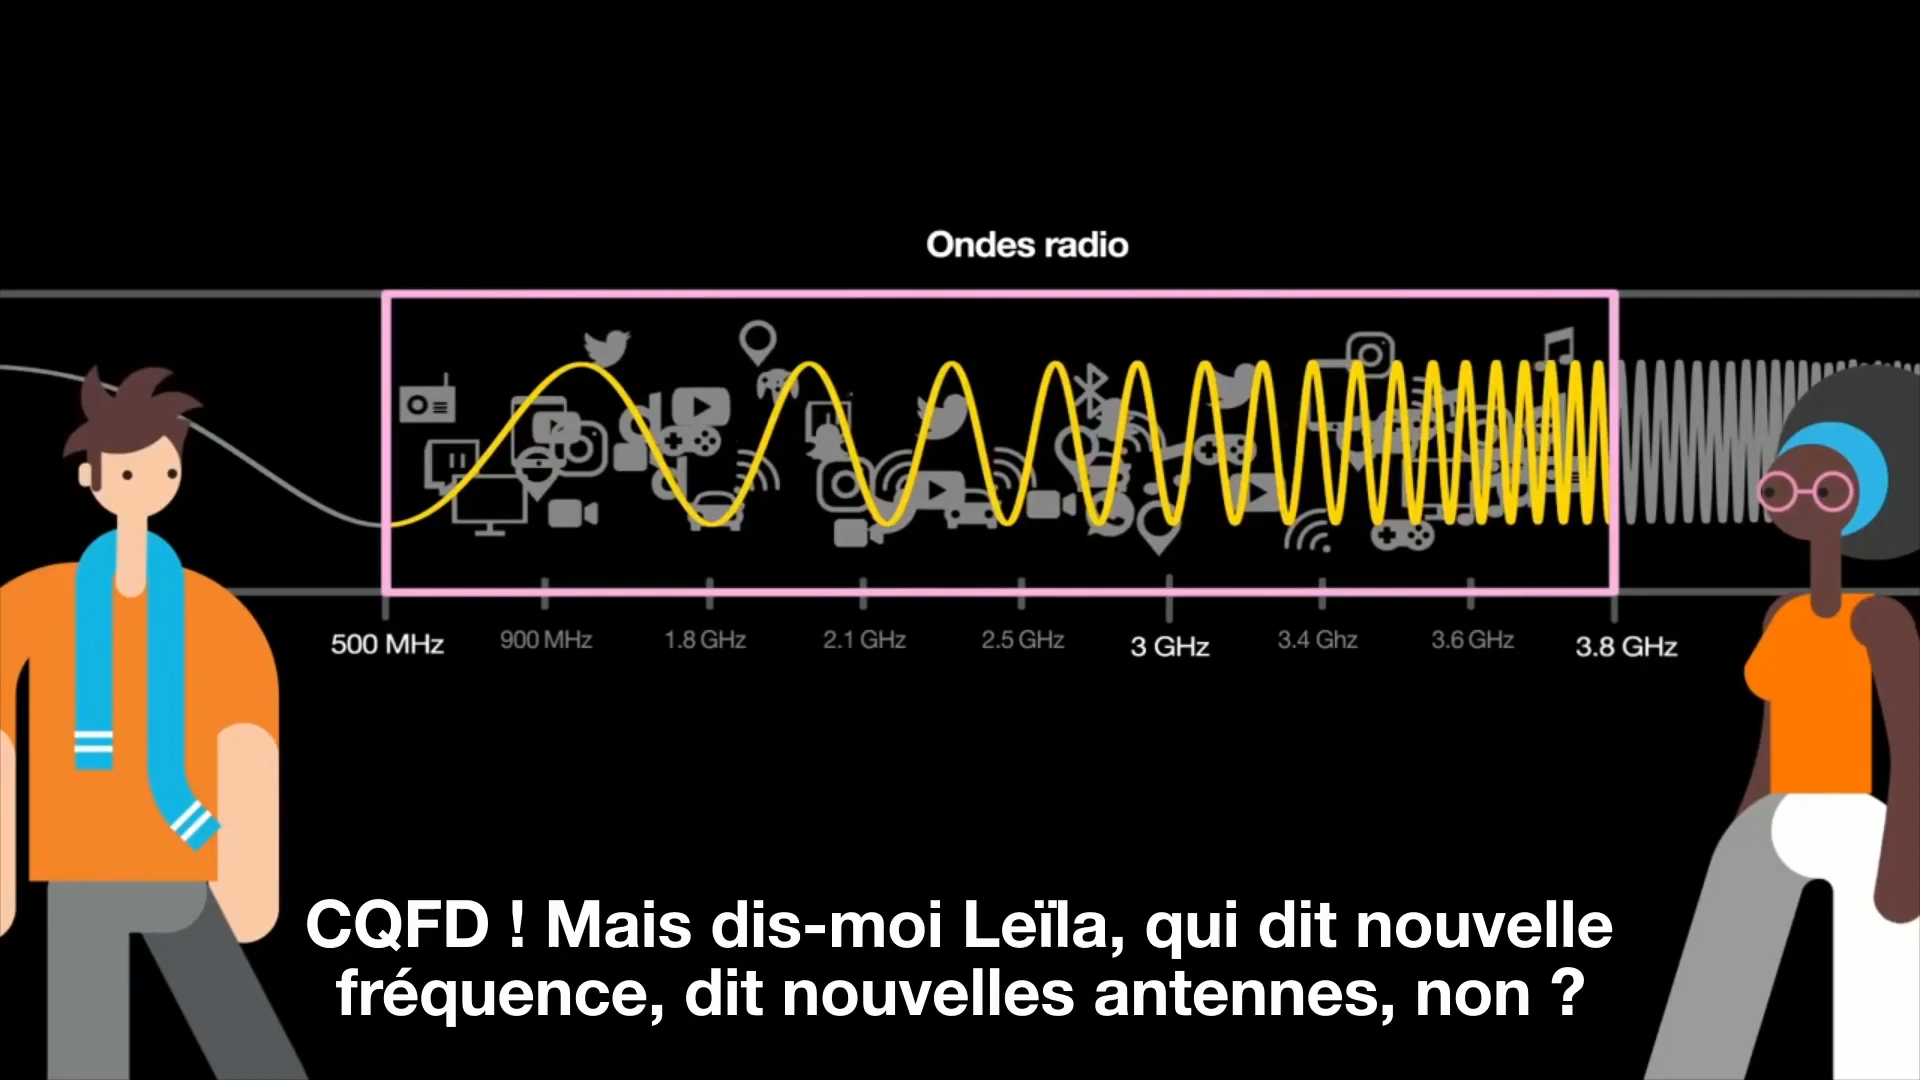 Ondes radio
500 MHz
900 MHz
1.8 GHz
2.1 GHz
2.5 GHz
3 GHz
3.4 Ghz
3.6 GHz
3.8 GHz
CQFD ! Mais dis-moi Leïla, qui dit nouvelle
fréquence, dit nouvelles antennes, non ?